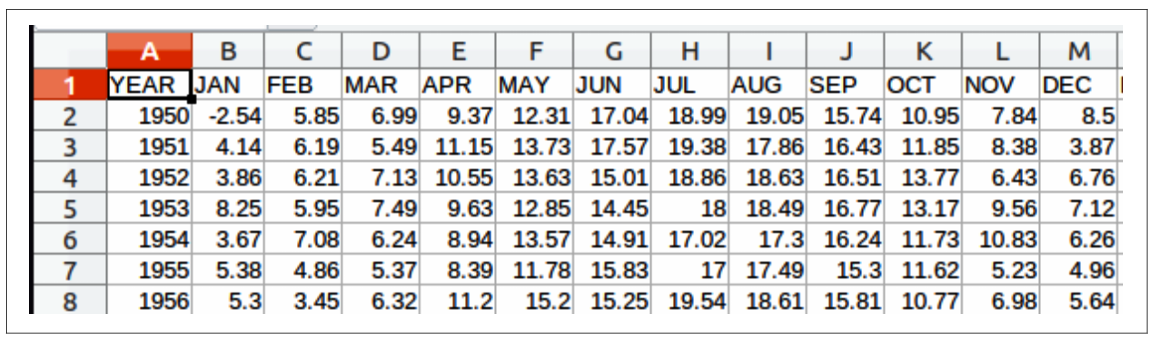 A B C D E F G H I J K L M
1 YEAR JAN FEB MAR APR MAY JUN JUL AUG SEP OCT NOV DEC
2 1950 -2.54 5.85 6.99 9.37 12.31 17.04 18.99 19.05 15.74 10.95 7.84 8.5
3 1951 4.14 6.19 5.49 11.15 13.73 17.57 19.38 17.86 16.43 11.85 8.38 3.87
4 1952 3.86 6.21 7.13 10.55 13.63 15.01 18.86 18.63 16.51 13.77 6.43 6.76
5 1953 8.25 5.95 7.49 9.63 12.85 14.45 18 18.49 16.77 13.17 9.56 7.12
6 1954 3.67 7.08 6.24 8.94 13.57 14.91 17.02 17.3 16.24 11.73 10.83 6.26
7 1955 5.38 4.86 5.37 8.39 11.78 15.83 17 17.49 15.3 11.62 5.23 4.96
8 1956 5.3 3.45 6.32 11.2 15.2 15.25 19.54 18.61 15.81 10.77 6.98 5.64